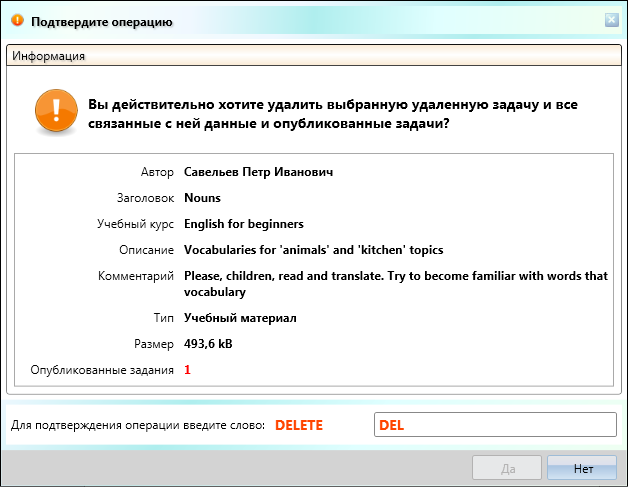 Подтвердите операцию
Информация
Вы действительно хотите удалить выбранную удаленную задачу и все
связанные с ней данные и опубликованные задачи?
Автор Савельев Петр Иванович
Заголовок Nouns
Учебный курс English for beginners
Описание Vocabularies for 'animals' and 'kitchen' topics
Комментарий Please, children, read and translate. Try to become familiar with words that
vocabulary
Тип Учебный материал
Размер 493,6 kB
Опубликованные задания 1
Для подтверждения операции введите слово: DELETE DEL
Да Нет